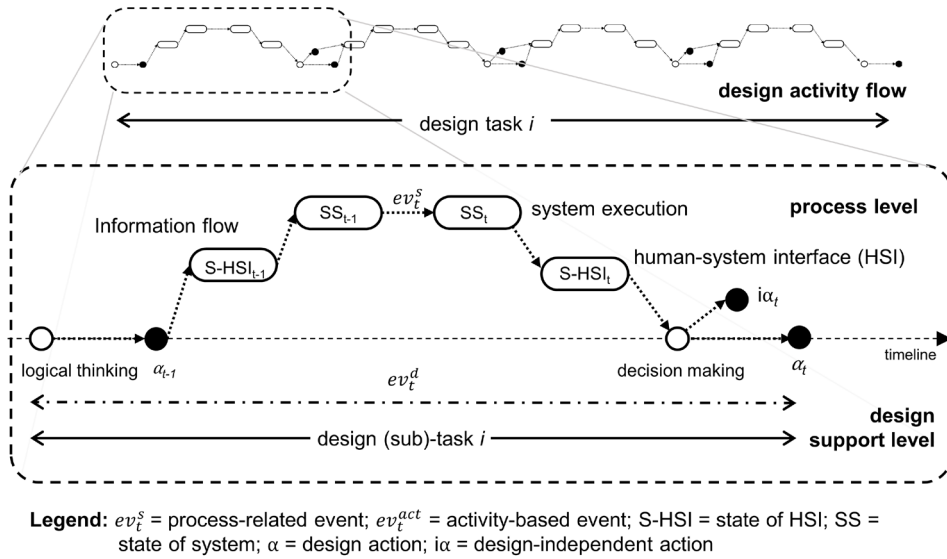 design activity flow
design task i
process level
ev_t^s
SS_t-1
SS_t
system execution
Information flow
S-HSI_t-1
human-system interface (HSI)
S-HSI_t
iα_t
timeline
logical thinking
α_t-1
decision making
α_t
ev_t^d
design
support level
design (sub)-task i
Legend: ev_t^s = process-related event; ev_t^act = activity-based event; S-HSI = state of HSI; SS =
state of system; α = design action; iα = design-independent action